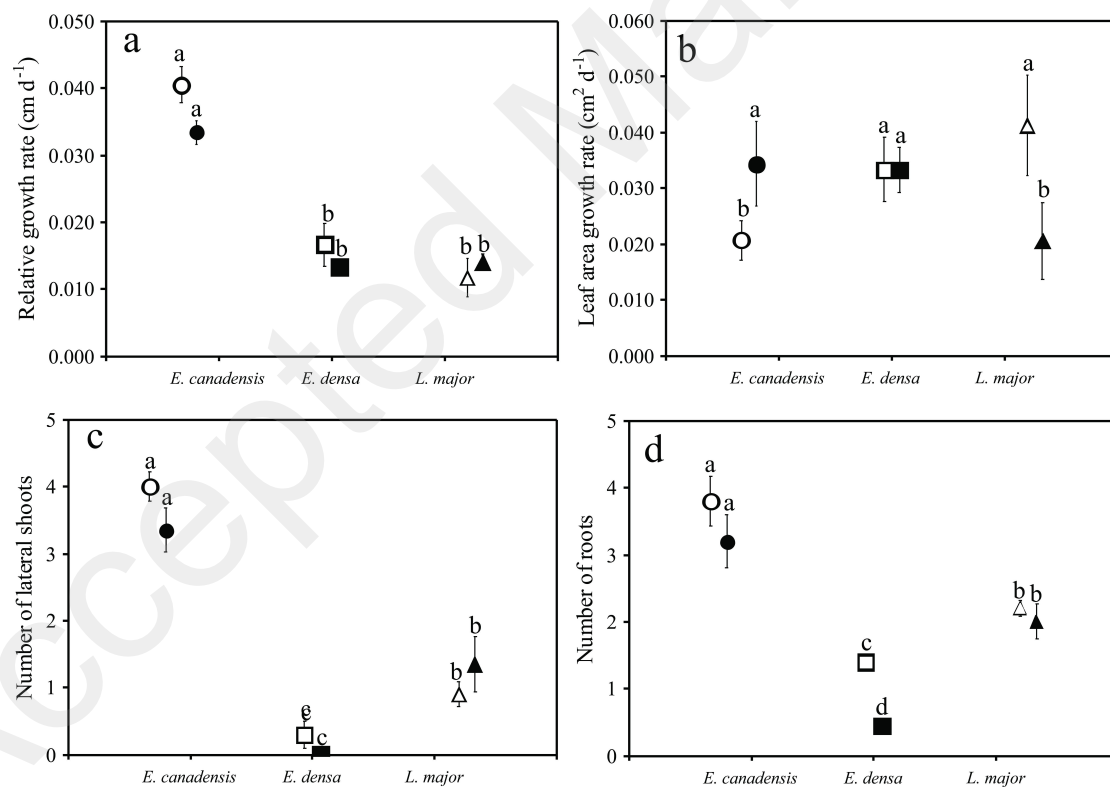 a
0.050
0.040
0.030
0.020
0.010
0.000
Relative growth rate (cm d⁻¹)
a
a
b
b
b
b
E. canadensis
E. densa
L. major
b
0.060
0.050
0.040
0.030
0.020
0.010
0.000
Leaf area growth rate (cm² d⁻¹)
b
a
a
a
a
b
E. canadensis
E. densa
L. major
c
5
4
3
2
1
0
Number of lateral shoots
a
a
c
c
b
b
E. canadensis
E. densa
L. major
d
5
4
3
2
1
0
Number of roots
a
a
c
d
b
b
E. canadensis
E. densa
L. major